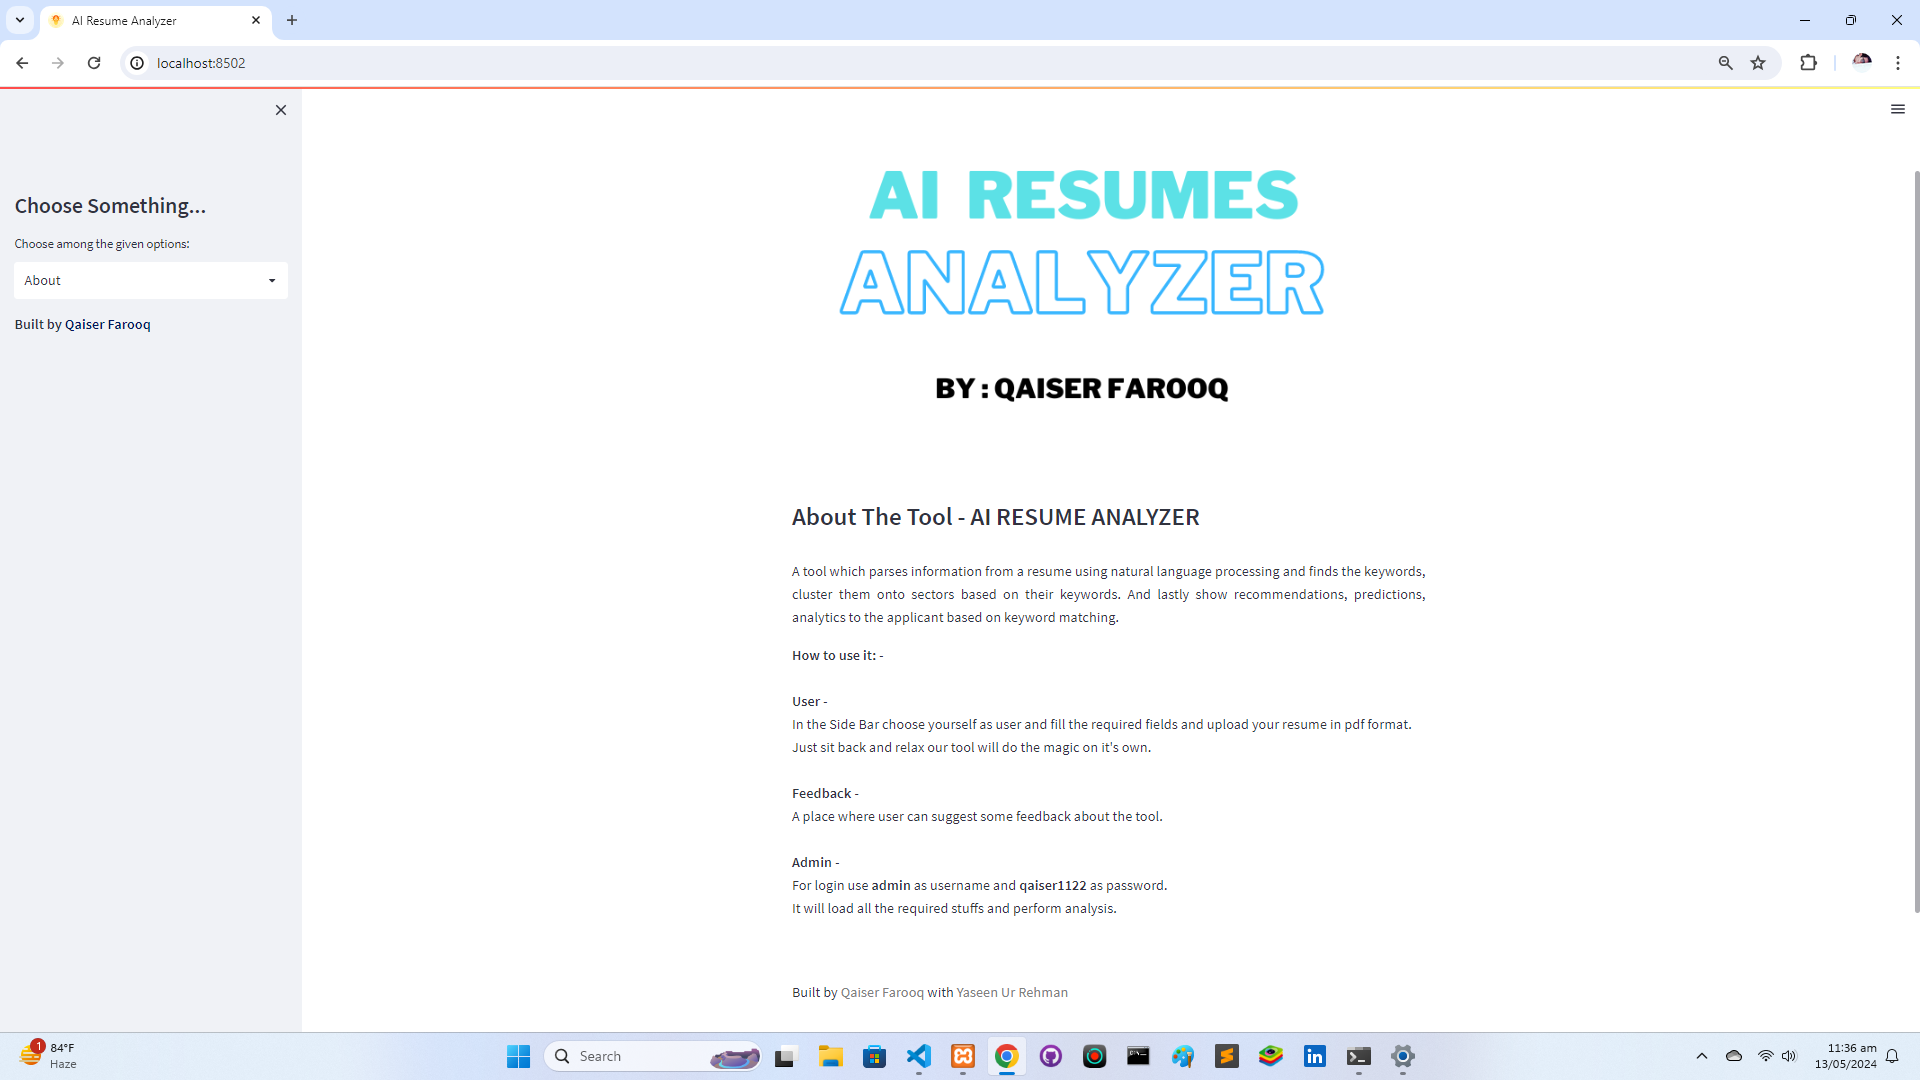 AI Resume Analyzer
localhost:8502
Choose Something...
Choose among the given options:
About
Built by Qaiser Farooq
AI RESUMES
ANALYZER
BY : QAISER FAROOQ
About The Tool - AI RESUME ANALYZER
A tool which parses information from a resume using natural language processing and finds the keywords,
cluster them onto sectors based on their keywords. And lastly show recommendations, predictions,
analytics to the applicant based on keyword matching.
How to use it: -
User -
In the Side Bar choose yourself as user and fill the required fields and upload your resume in pdf format.
Just sit back and relax our tool will do the magic on it's own.
Feedback -
A place where user can suggest some feedback about the tool.
Admin -
For login use admin as username and qaiser1122 as password.
It will load all the required stuffs and perform analysis.
Built by Qaiser Farooq with Yaseen Ur Rehman
1
84°F
Haze
Search
11:36 am
13/05/2024